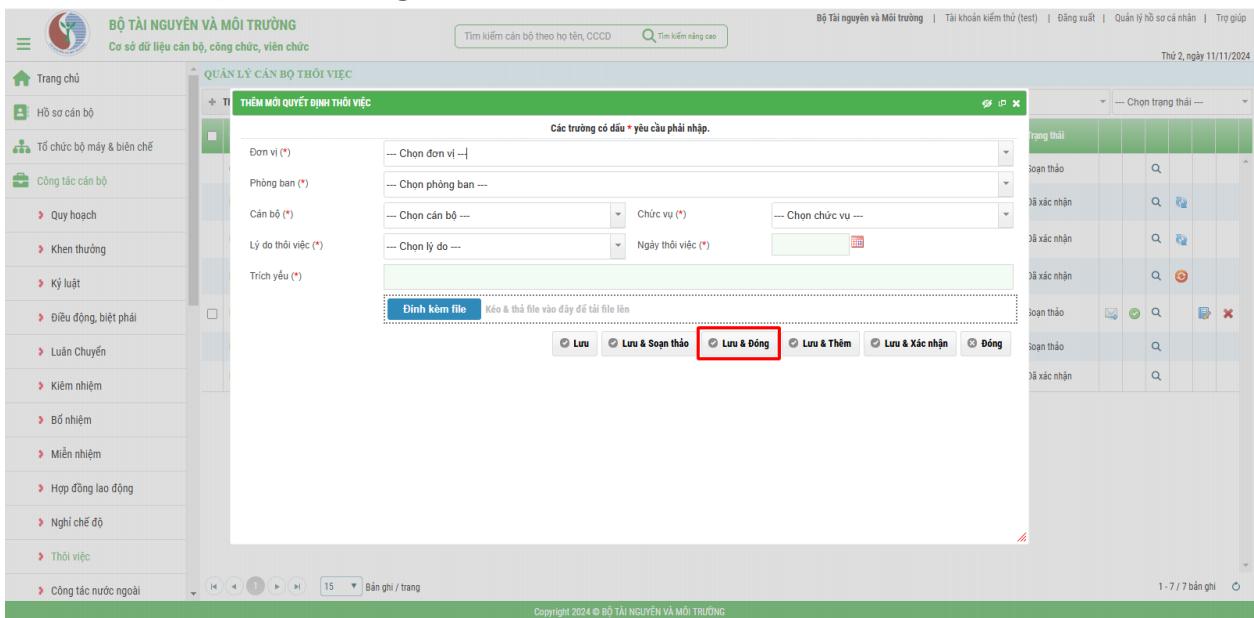 BỘ TÀI NGUYÊN VÀ MÔI TRƯỜNG
Cơ sở dữ liệu cán bộ, công chức, viên chức
Tìm kiếm cán bộ theo họ tên, CCCD
Tìm kiếm nâng cao
Bộ Tài nguyên và Môi trường | Tài khoản kiểm thử (test) | Đăng xuất | Quản lý hồ sơ cá nhân | Trợ giúp
Thứ 2, ngày 11/11/2024
Trang chủ
Hồ sơ cán bộ
Tổ chức bộ máy & biên chế
Công tác cán bộ
Quy hoạch
Khen thưởng
Kỷ luật
Điều động, biệt phái
Luân Chuyển
Kiêm nhiệm
Bổ nhiệm
Miễn nhiệm
Hợp đồng lao động
Nghỉ chế độ
Thôi việc
Công tác nước ngoài
QUẢN LÝ CÁN BỘ THÔI VIỆC
--- Chọn trạng thái ---
THÊM MỚI QUYẾT ĐỊNH THÔI VIỆC
Các trường có dấu * yêu cầu phải nhập.
Đơn vị (*)
--- Chọn đơn vị ---
Phòng ban (*)
--- Chọn phòng ban ---
Cán bộ (*)
--- Chọn cán bộ ---
Chức vụ (*)
--- Chọn chức vụ ---
Lý do thôi việc (*)
--- Chọn lý do ---
Ngày thôi việc (*)
Trích yếu (*)
Đính kèm file
Kéo & thả file vào đây để tải file lên
Lưu
Lưu & Soạn thảo
Lưu & Đóng
Lưu & Thêm
Lưu & Xác nhận
Đóng
Trạng thái
Soạn thảo
Đã xác nhận
Đã xác nhận
Đã xác nhận
Soạn thảo
Soạn thảo
Đã xác nhận
1
15
Bản ghi / trang
1 - 7 / 7 bản ghi
Copyright 2024 © BỘ TÀI NGUYÊN VÀ MÔI TRƯỜNG